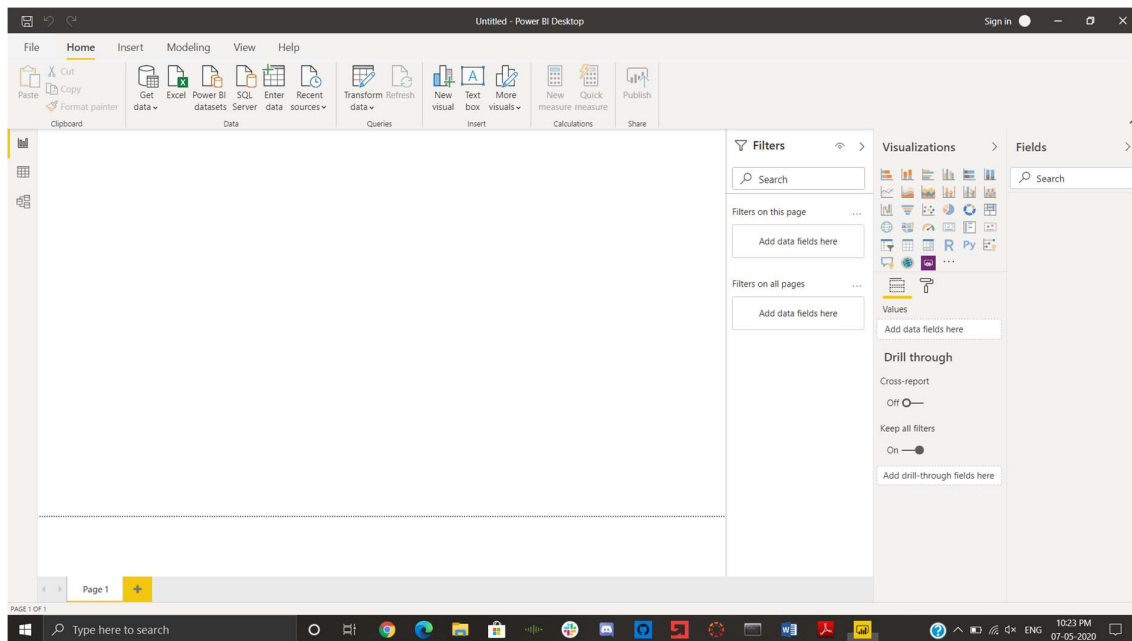 Untitled - Power BI Desktop
Sign in
File Home Insert Modeling View Help
Paste
Cut
Copy
Format painter
Clipboard
Get data
Excel
Power BI datasets
SQL Server
Enter data
Recent sources
Data
Transform data
Refresh
Queries
New visual
Text box
More visuals
Insert
New measure
Quick measure
Calculations
Publish
Share
Filters
Search
Filters on this page
...
Add data fields here
Filters on all pages
...
Add data fields here
Visualizations
R Py
...
Values
Add data fields here
Drill through
Cross-report
Off
Keep all filters
On
Add drill-through fields here
Fields
Search
Page 1
PAGE 1 OF 1
Type here to search
ENG
10:23 PM
07-05-2020